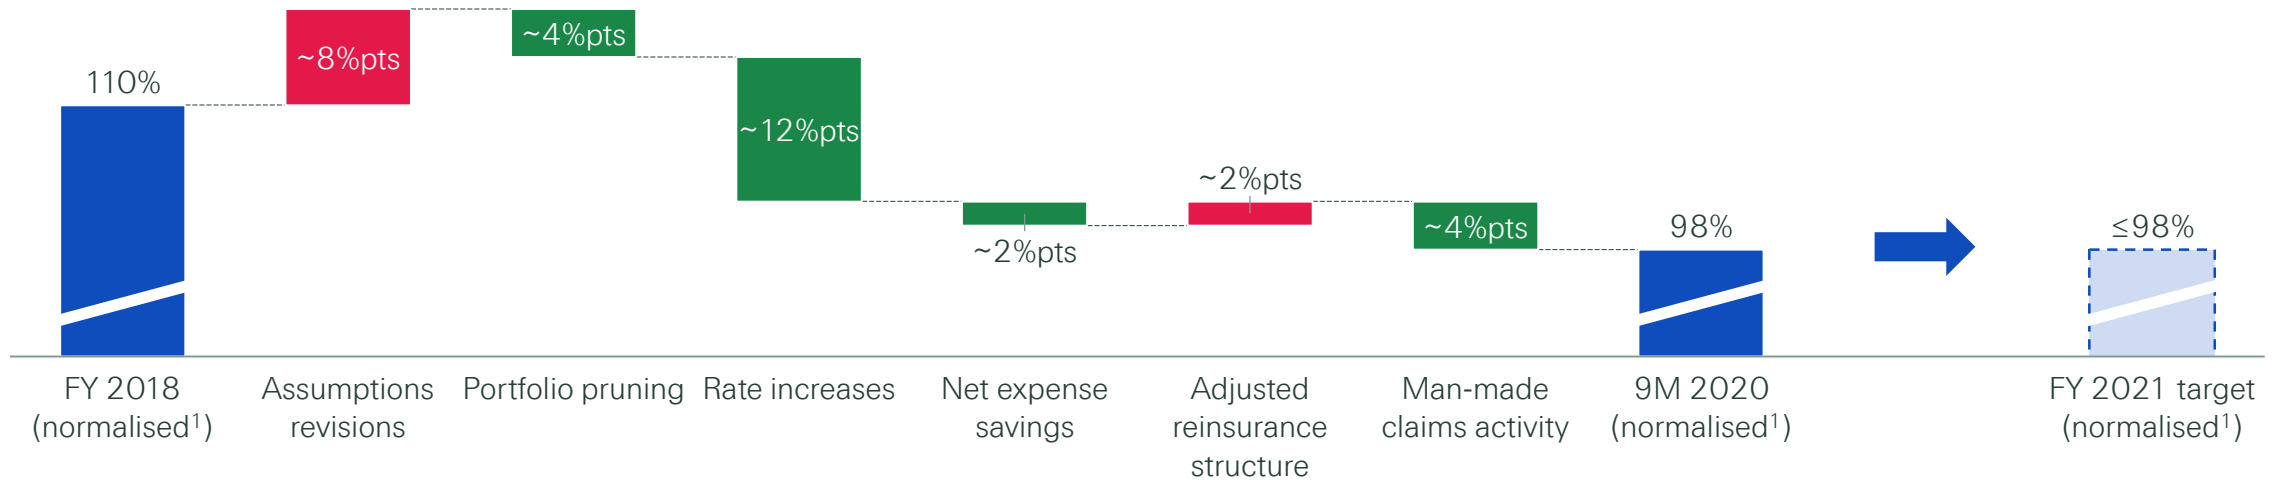 110%
~8%pts
~4%pts
~12%pts
~2%pts
~2%pts
~4%pts
98%
≤98%
FY 2018
(normalised¹)
Assumptions
revisions
Portfolio pruning
Rate increases
Net expense
savings
Adjusted
reinsurance
structure
Man-made
claims activity
9M 2020
(normalised¹)
FY 2021 target
(normalised¹)